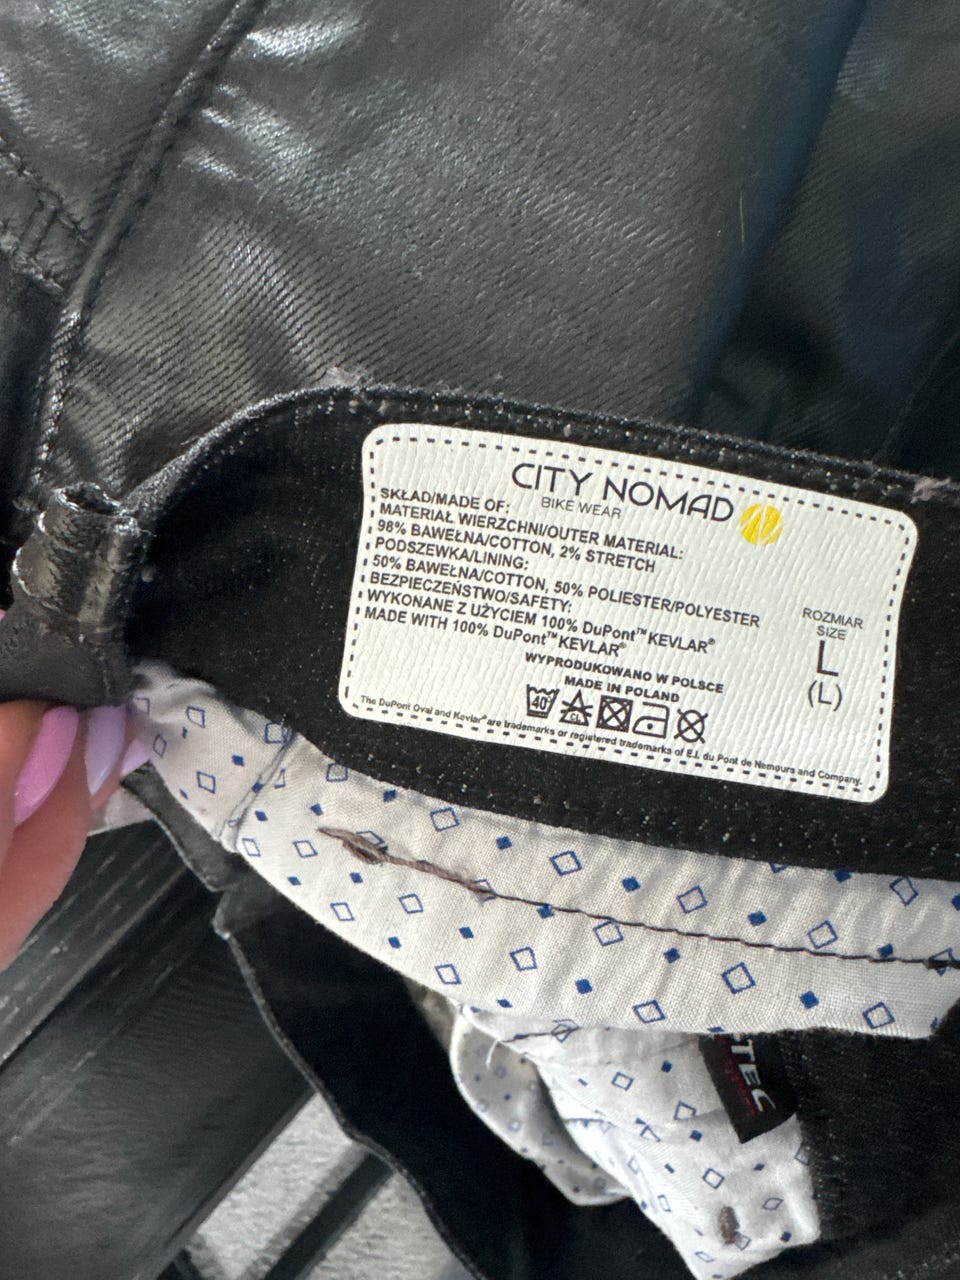 CITY NOMAD
BIKE WEAR
SKŁAD/MADE OF:
MATERIAŁ WIERZCHNI/OUTER MATERIAL:
98% BAWEŁNA/COTTON, 2% STRETCH
PODSZEWKA/LINING:
50% BAWEŁNA/COTTON, 50% POLIESTER/POLYESTER
BEZPIECZEŃSTWO/SAFETY:
WYKONANE Z UŻYCIEM 100% DuPont™ KEVLAR®
MADE WITH 100% DuPont™ KEVLAR®
WYPRODUKOWANO W POLSCE
MADE IN POLAND
ROZMIAR
SIZE
L
(L)
40°
CL
The DuPont Oval and Kevlar® are trademarks or registered trademarks of E.I. du Pont de Nemours and Company.
TEC